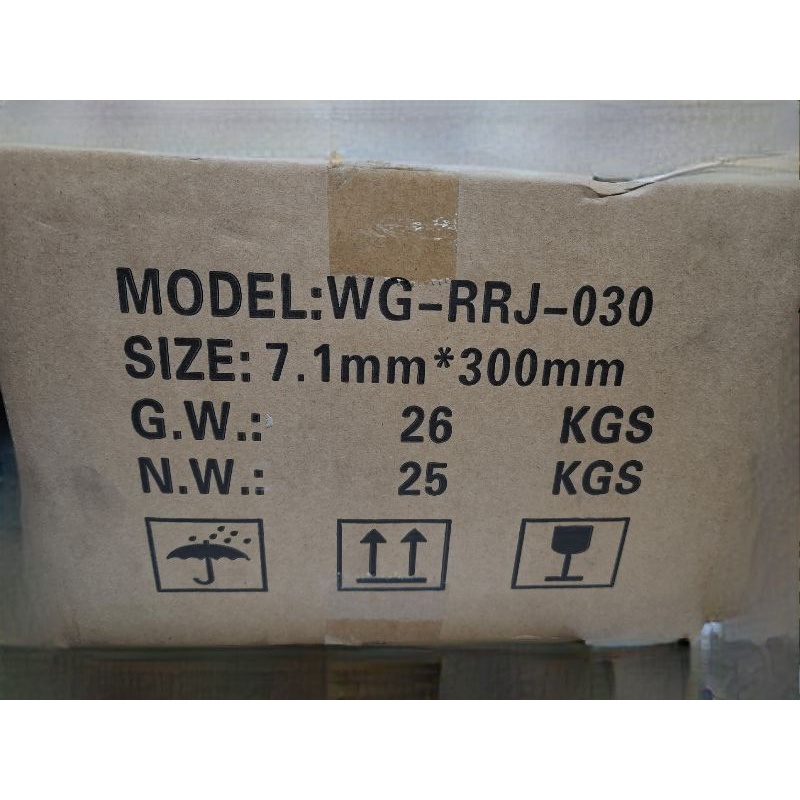 MODEL:WG-RRJ-030
SIZE: 7.1mm*300mm
G.W.: 26 KGS
N.W.: 25 KGS